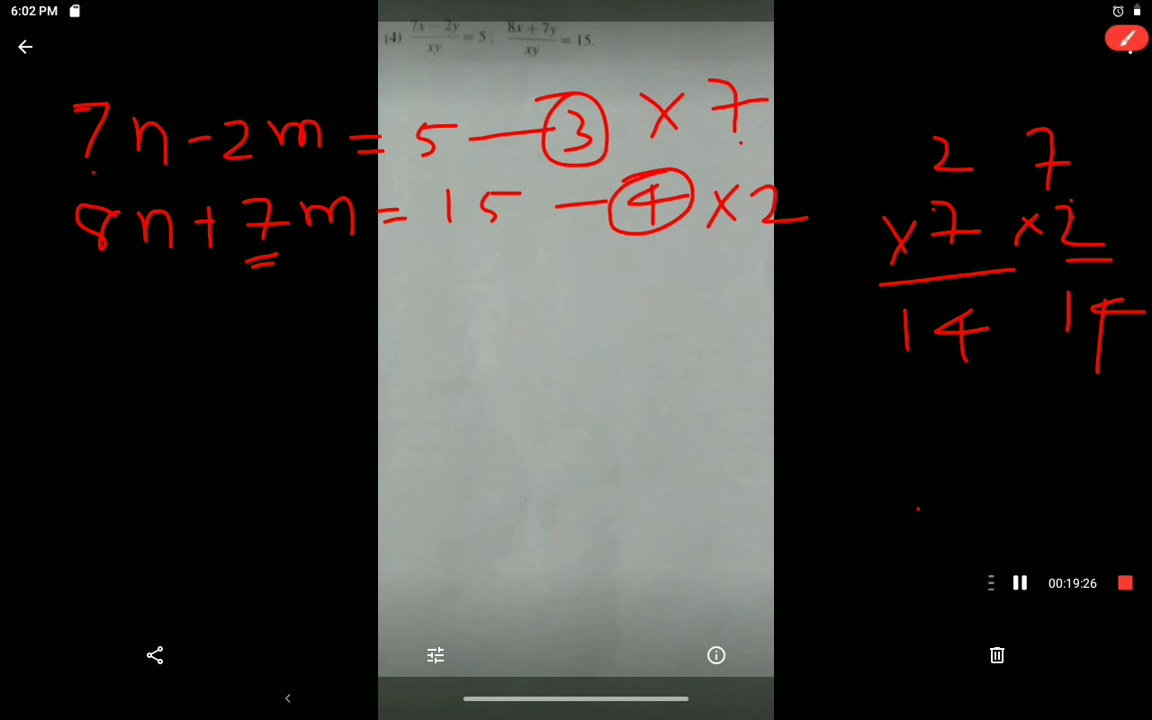 6:02 PM
(4) 7x − 2y / xy = 5 ; 8x + 7y / xy = 15.
7n - 2m = 5 — 3 × 7
8n + 7m = 15 — 4 × 2
2 7
×7 ×2
14 14
00:19:26